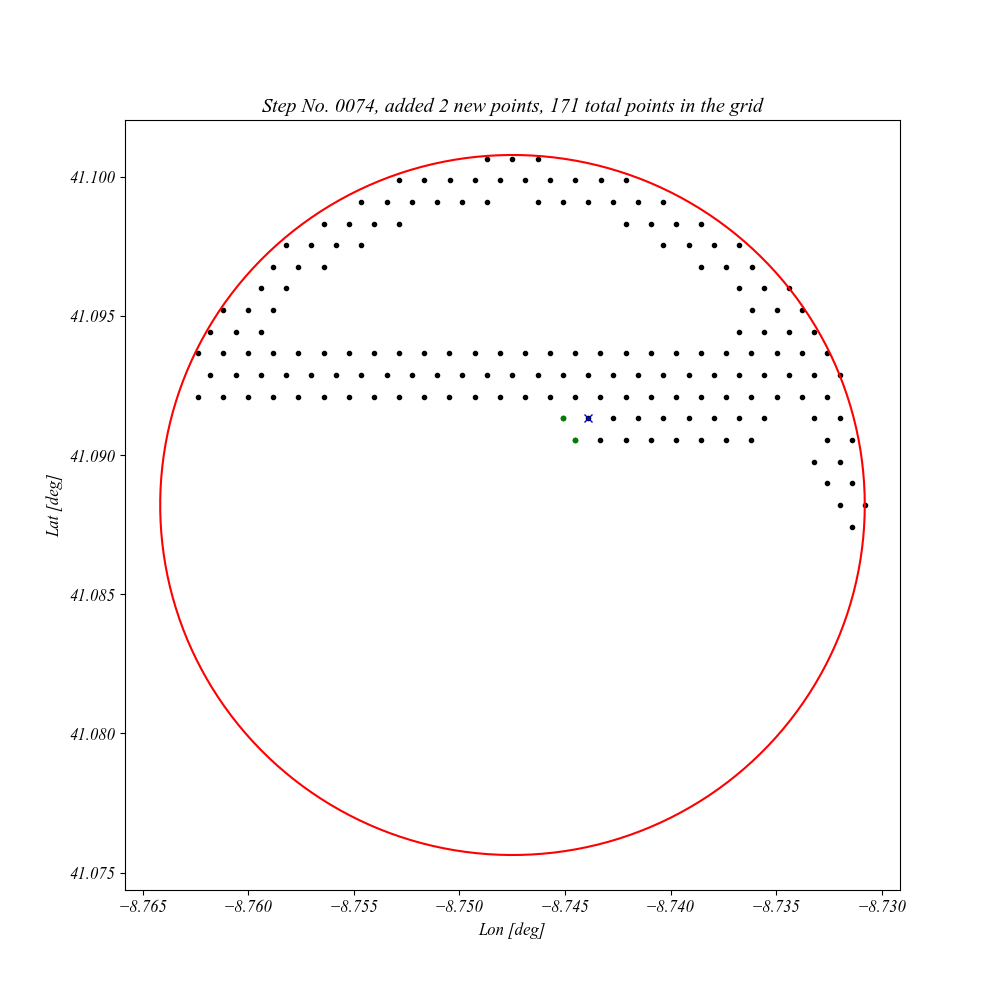 Step No. 0074, added 2 new points, 171 total points in the grid
41.100
41.095
41.090
41.085
41.080
41.075
Lat [deg]
−8.765 −8.760 −8.755 −8.750 −8.745 −8.740 −8.735 −8.730
Lon [deg]